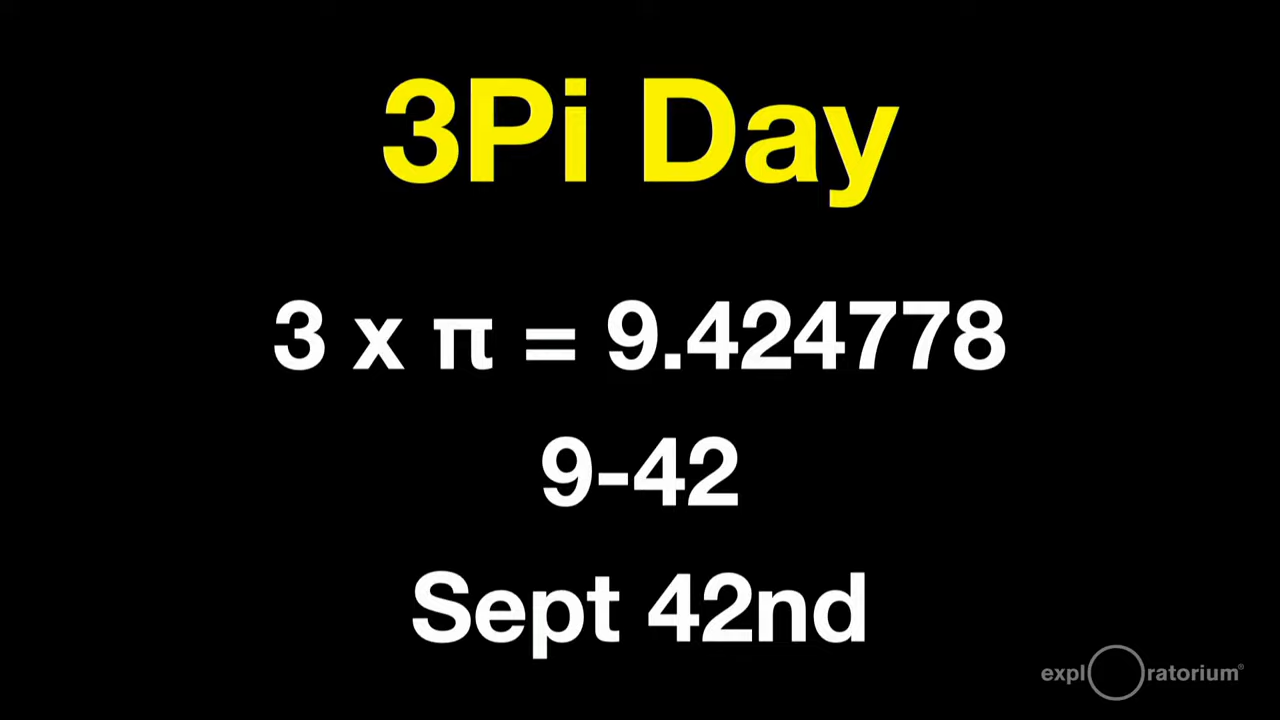 3Pi Day
3 x π = 9.424778
9-42
Sept 42nd
expl ratorium®